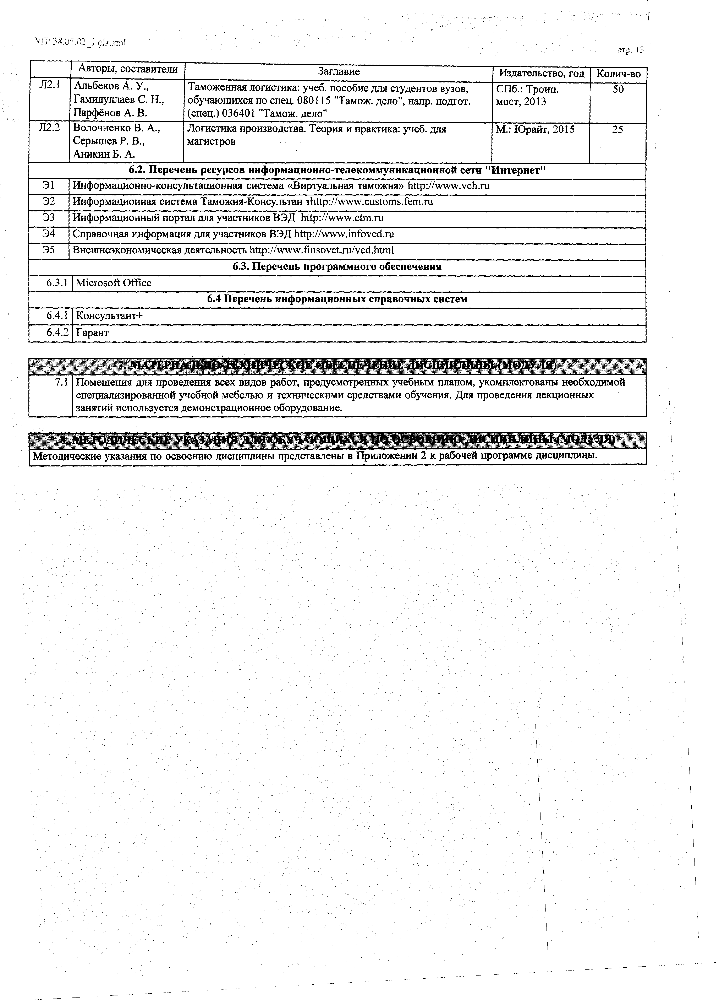 УП: 38.05.02_1.plz.xml
стр. 13
Авторы, составители Заглавие Издательство, год Колич-во
Л2.1 Альбеков А. У., Таможенная логистика: учеб. пособие для студентов вузов, СПб.: Троиц. 50
Гамидуллаев С. Н., обучающихся по спец. 080115 "Тамож. дело", напр. подгот. мост, 2013
Парфёнов А. В. (спец.) 036401 "Тамож. дело"
Л2.2 Волочиенко В. А., Логистика производства. Теория и практика: учеб. для М.: Юрайт, 2015 25
Серышев Р. В., магистров
Аникин Б. А.
6.2. Перечень ресурсов информационно-телекоммуникационной сети "Интернет"
Э1 Информационно-консультационная система «Виртуальная таможня» http://www.vch.ru
Э2 Информационная система Таможня-Консультан тhttp://www.customs.fem.ru
Э3 Информационный портал для участников ВЭД http://www.ctm.ru
Э4 Справочная информация для участников ВЭД http://www.infoved.ru
Э5 Внешнеэкономическая деятельность http://www.finsovet.ru/ved.html
6.3. Перечень программного обеспечения
6.3.1 Microsoft Office
6.4 Перечень информационных справочных систем
6.4.1 Консультант+
6.4.2 Гарант
7. МАТЕРИАЛЬНО-ТЕХНИЧЕСКОЕ ОБЕСПЕЧЕНИЕ ДИСЦИПЛИНЫ (МОДУЛЯ)
7.1 Помещения для проведения всех видов работ, предусмотренных учебным планом, укомплектованы необходимой
специализированной учебной мебелью и техническими средствами обучения. Для проведения лекционных
занятий используется демонстрационное оборудование.
8. МЕТОДИЧЕСКИЕ УКАЗАНИЯ ДЛЯ ОБУЧАЮЩИХСЯ ПО ОСВОЕНИЮ ДИСЦИПЛИНЫ (МОДУЛЯ)
Методические указания по освоению дисциплины представлены в Приложении 2 к рабочей программе дисциплины.